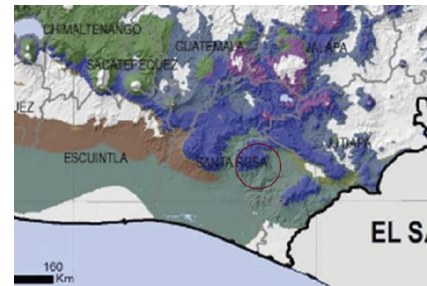 CHIMALTENANGO
GUATEMALA
JALAPA
SACATEPEQUEZ
UEZ
JUTIAPA
ESCUINTLA
SANTA ROSA
EL SA
160
Km